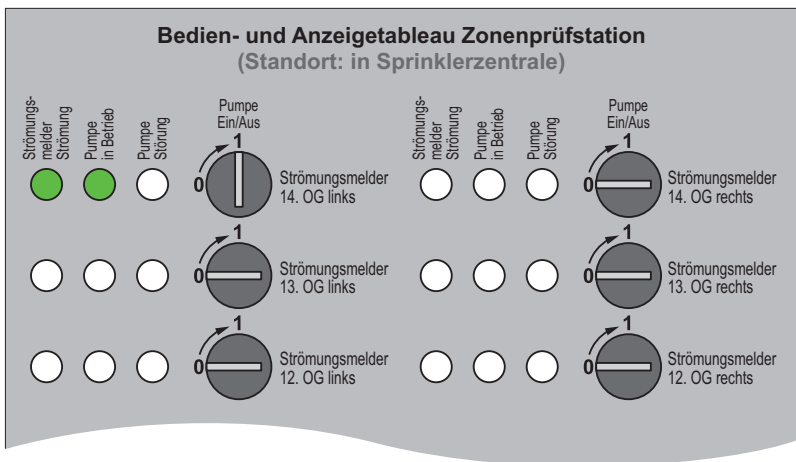 Bedien- und Anzeigetableau Zonenprüfstation
(Standort: in Sprinklerzentrale)
Strömungs-
melder
Strömung
Pumpe
in Betrieb
Pumpe
Störung
Pumpe
Ein/Aus
Strömungs-
melder
Strömung
Pumpe
in Betrieb
Pumpe
Störung
Pumpe
Ein/Aus
1
0
Strömungsmelder
14. OG links
1
0
Strömungsmelder
14. OG rechts
1
0
Strömungsmelder
13. OG links
1
0
Strömungsmelder
13. OG rechts
1
0
Strömungsmelder
12. OG links
1
0
Strömungsmelder
12. OG rechts